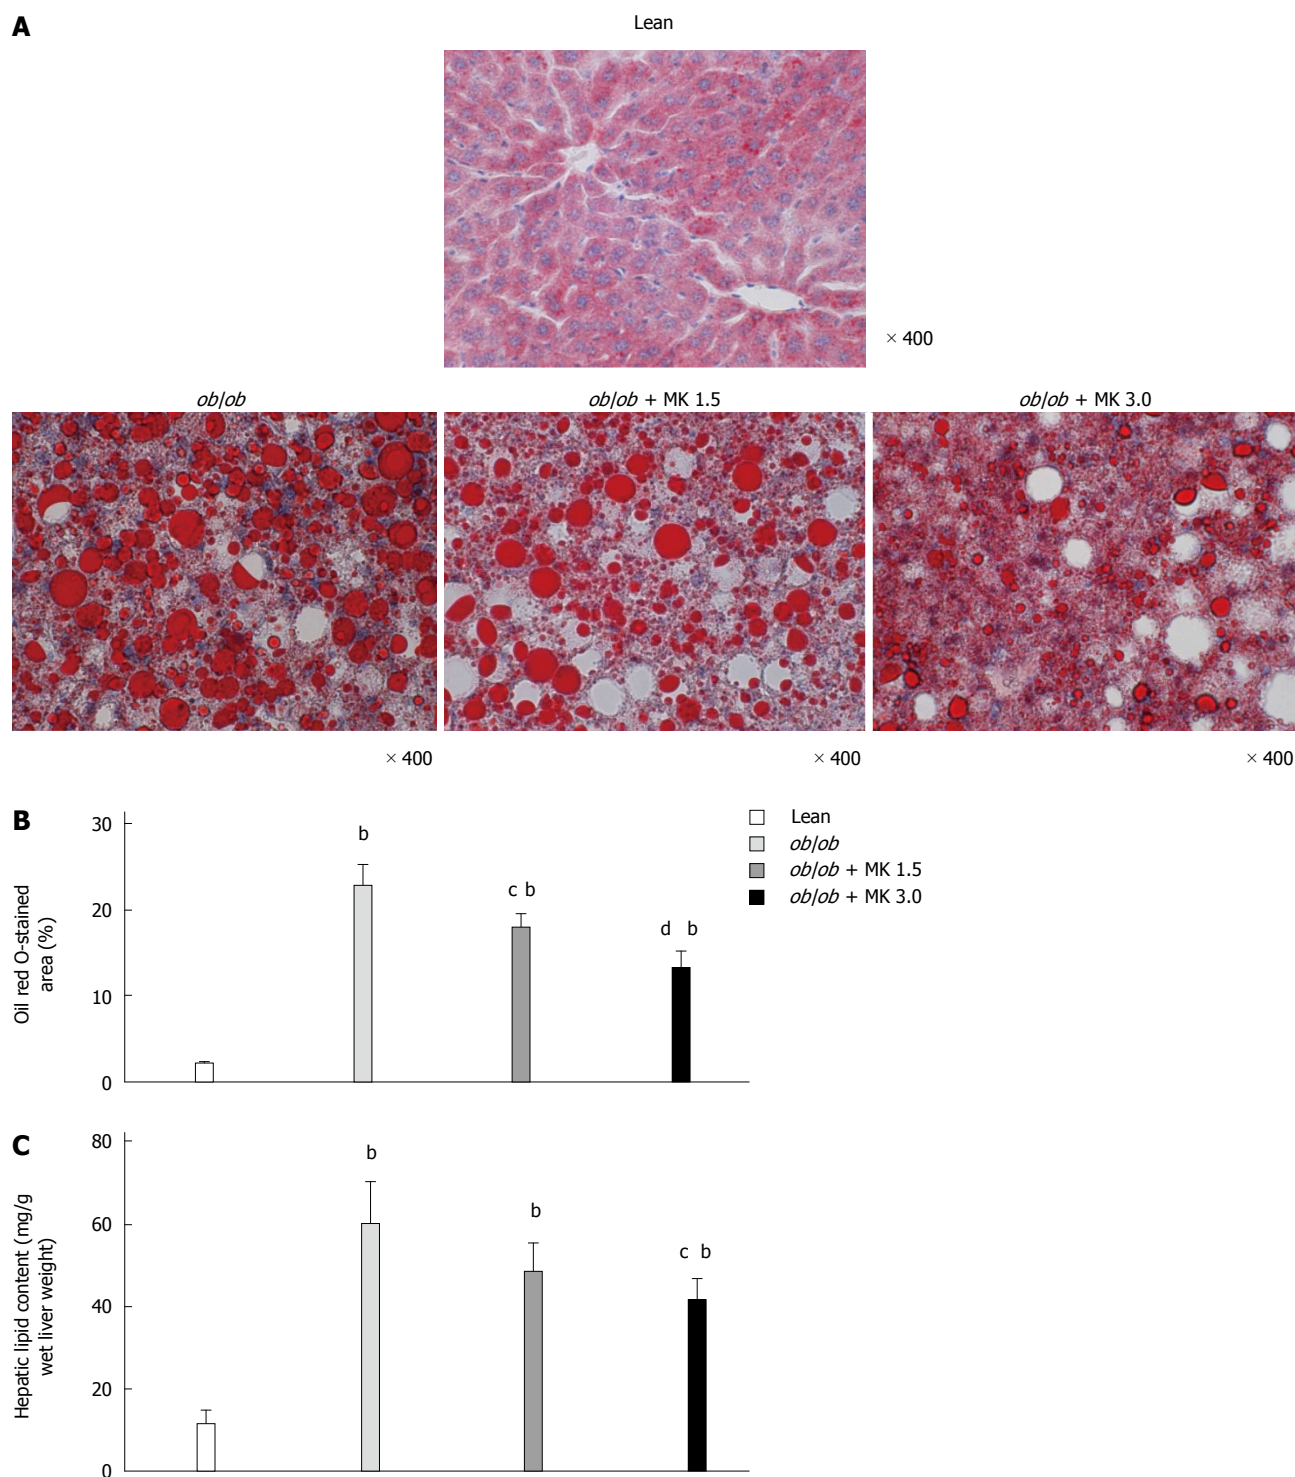 A
Lean
× 400
ob/ob
ob/ob + MK 1.5
ob/ob + MK 3.0
× 400
× 400
× 400
B
Oil red O-stained
area (%)
30
20
10
0
b
c b
d b
Lean
ob/ob
ob/ob + MK 1.5
ob/ob + MK 3.0
C
Hepatic lipid content (mg/g
wet liver weight)
80
60
40
20
0
b
b
c b